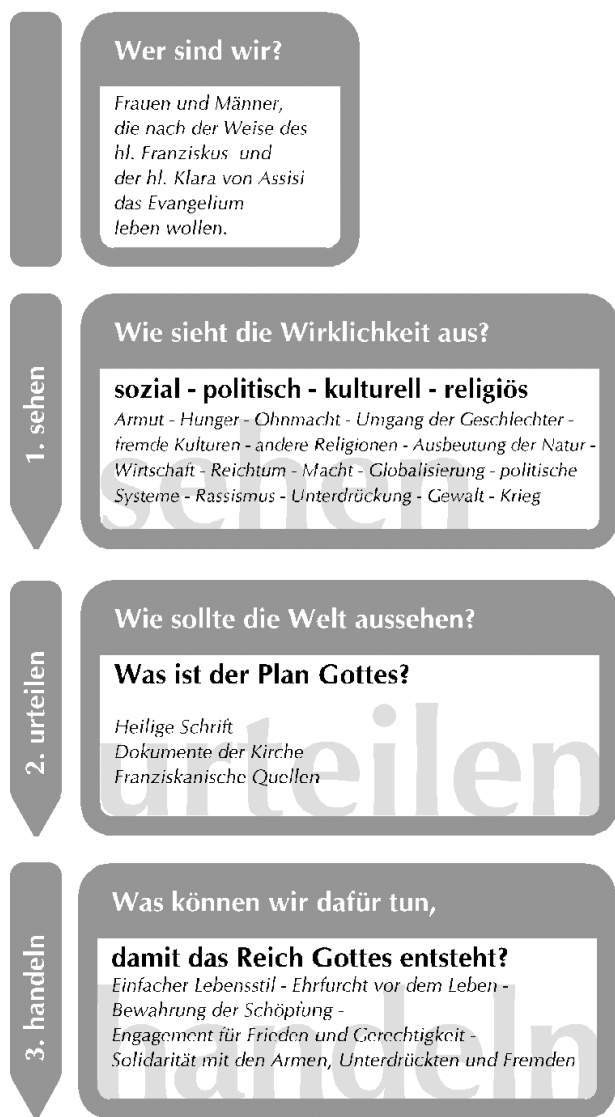 Wer sind wir?
Frauen und Männer,
die nach der Weise des
hl. Franziskus und
der hl. Klara von Assisi
das Evangelium
leben wollen.
1. sehen
Wie sieht die Wirklichkeit aus?
sozial - politisch - kulturell - religiös
Armut - Hunger - Ohnmacht - Umgang der Geschlechter -
fremde Kulturen - andere Religionen - Ausbeutung der Natur -
Wirtschaft - Reichtum - Macht - Globalisierung - politische
Systeme - Rassismus - Unterdrückung - Gewalt - Krieg
sehen
2. urteilen
Wie sollte die Welt aussehen?
Was ist der Plan Gottes?
Heilige Schrift
Dokumente der Kirche
Franziskanische Quellen
urteilen
3. handeln
Was können wir dafür tun,
damit das Reich Gottes entsteht?
Einfacher Lebensstil - Ehrfurcht vor dem Leben -
Bewahrung der Schöpfung -
Engagement für Frieden und Gerechtigkeit -
Solidarität mit den Armen, Unterdrückten und Fremden
handeln